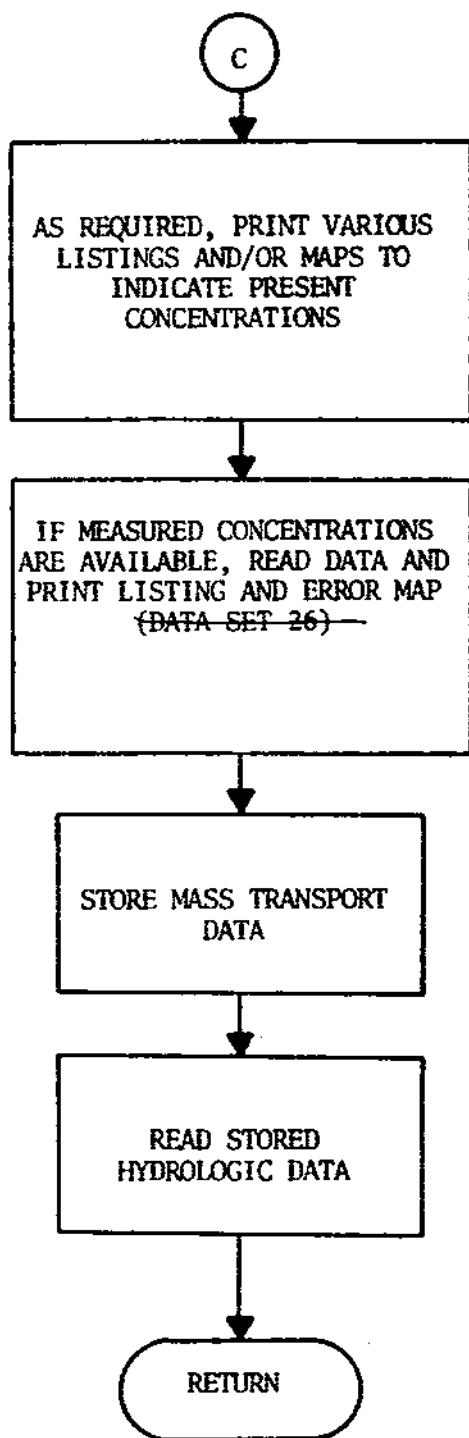 C
AS REQUIRED, PRINT VARIOUS
LISTINGS AND/OR MAPS TO
INDICATE PRESENT
CONCENTRATIONS
IF MEASURED CONCENTRATIONS
ARE AVAILABLE, READ DATA AND
PRINT LISTING AND ERROR MAP
(DATA SET 26)
STORE MASS TRANSPORT
DATA
READ STORED
HYDROLOGIC DATA
RETURN